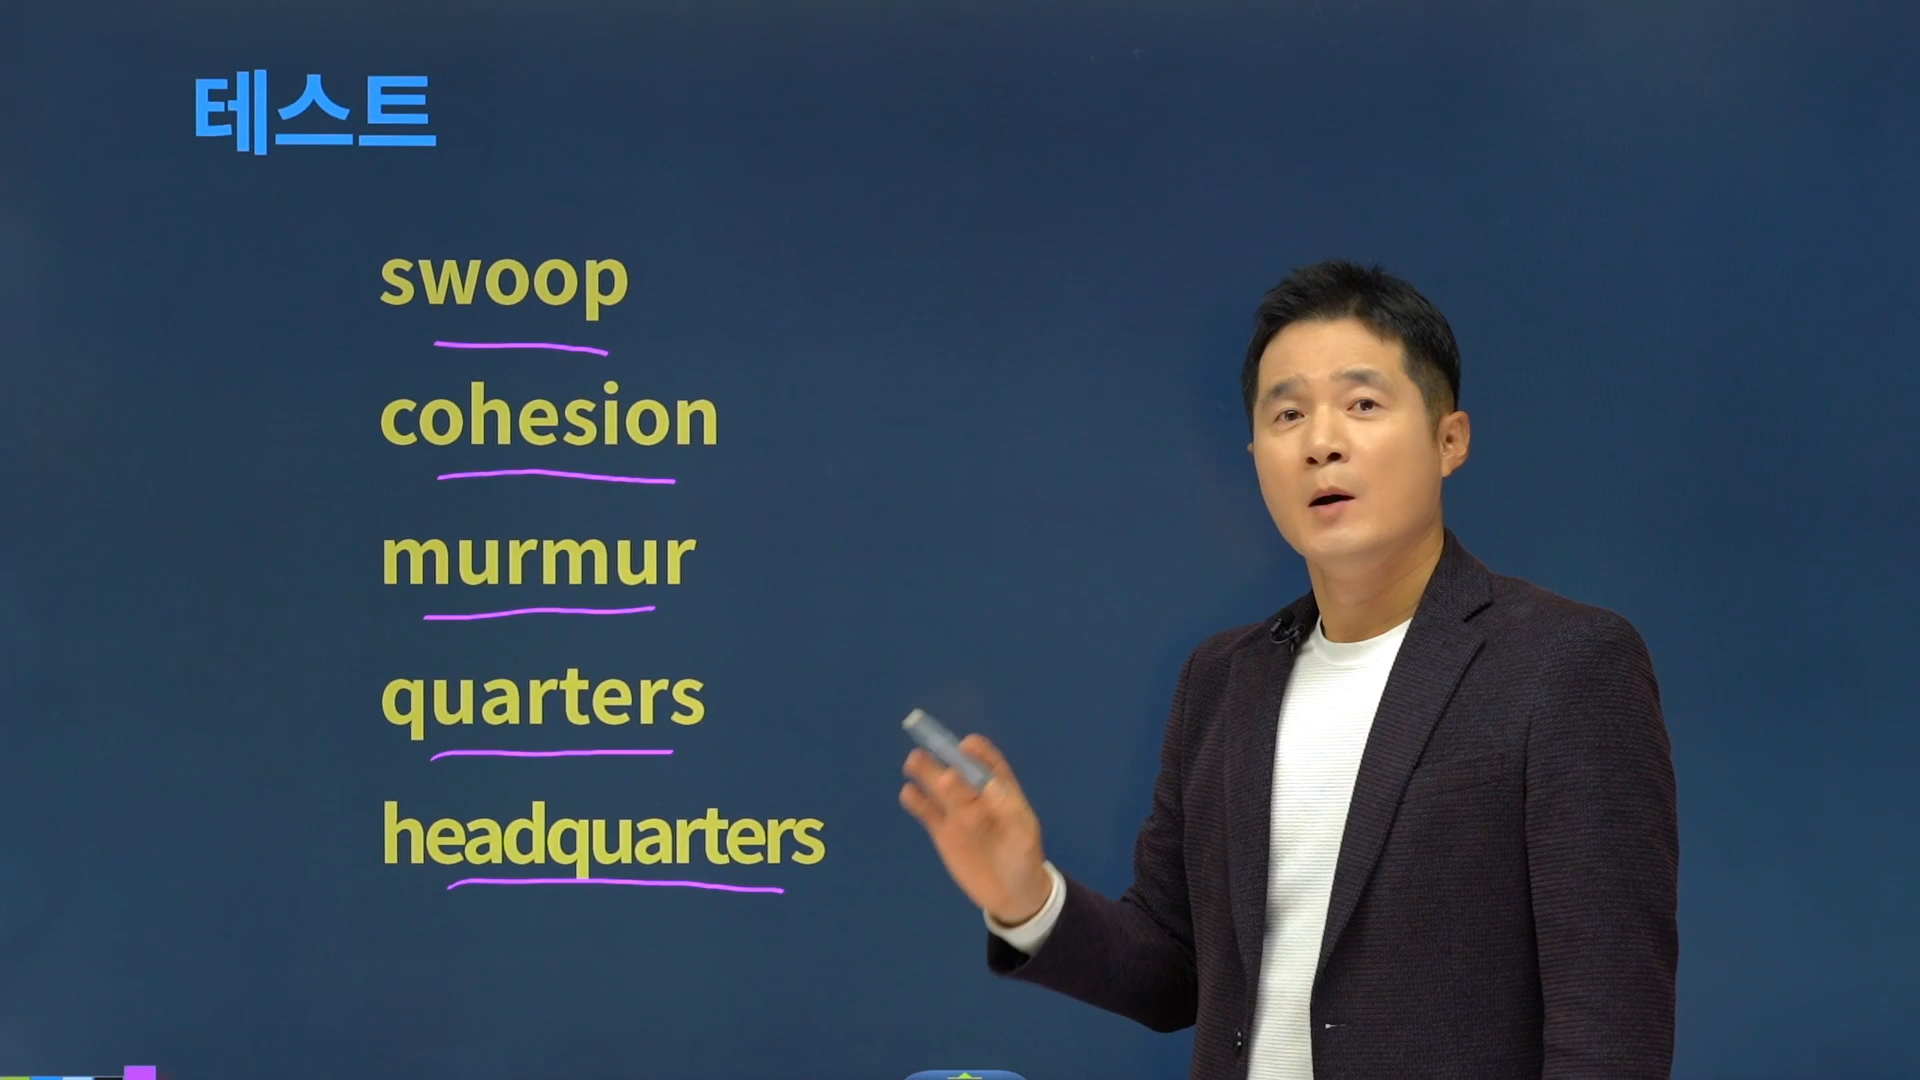 테스트
swoop
cohesion
murmur
quarters
headquarters